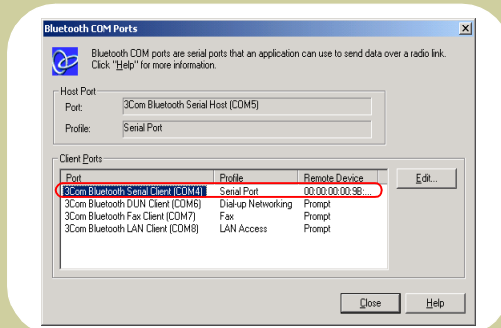 Bluetooth COM Ports
Bluetooth COM ports are serial ports that an application can use to send data over a radio link.
Click "Help" for more information.
Host Port
Port: 3Com Bluetooth Serial Host (COM5)
Profile: Serial Port
Client Ports
Port Profile Remote Device
3Com Bluetooth Serial Client (COM4) Serial Port 00:00:00:00:9B:...
3Com Bluetooth DUN Client (COM6) Dial-up Networking Prompt
3Com Bluetooth Fax Client (COM7) Fax Prompt
3Com Bluetooth LAN Client (COM8) LAN Access Prompt
Edit...
Close Help